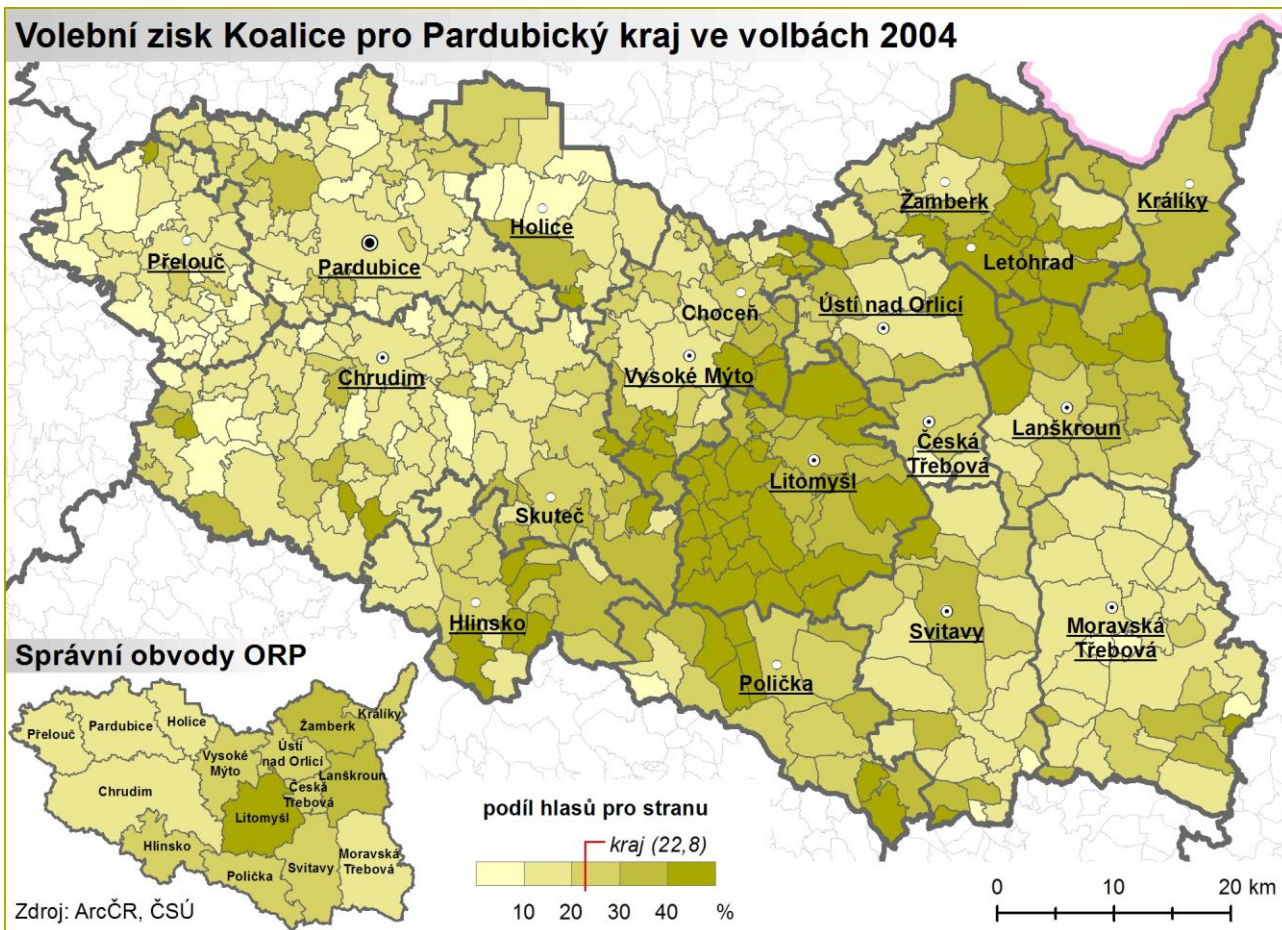 Volební zisk Koalice pro Pardubický kraj ve volbách 2004
Žamberk
Králíky
Holice
Přelouč
Pardubice
Letohrad
Choceň
Ústí nad Orlicí
Chrudim
Vysoké Mýto
Lanškroun
Česká
Třebová
Litomyšl
Skuteč
Hlinsko
Svitavy
Moravská
Třebová
Polička
Správní obvody ORP
Králíky
Žamberk
Holice
Pardubice
Přelouč
Ústí
nad Orlicí
Vysoké
Mýto
Lanškroun
Chrudim
Česká
Třebová
Litomyšl
Hlinsko
Moravská
Třebová
Svitavy
Polička
Zdroj: ArcČR, ČSÚ
podíl hlasů pro stranu
kraj (22,8)
10 20 30 40 %
0 10 20 km